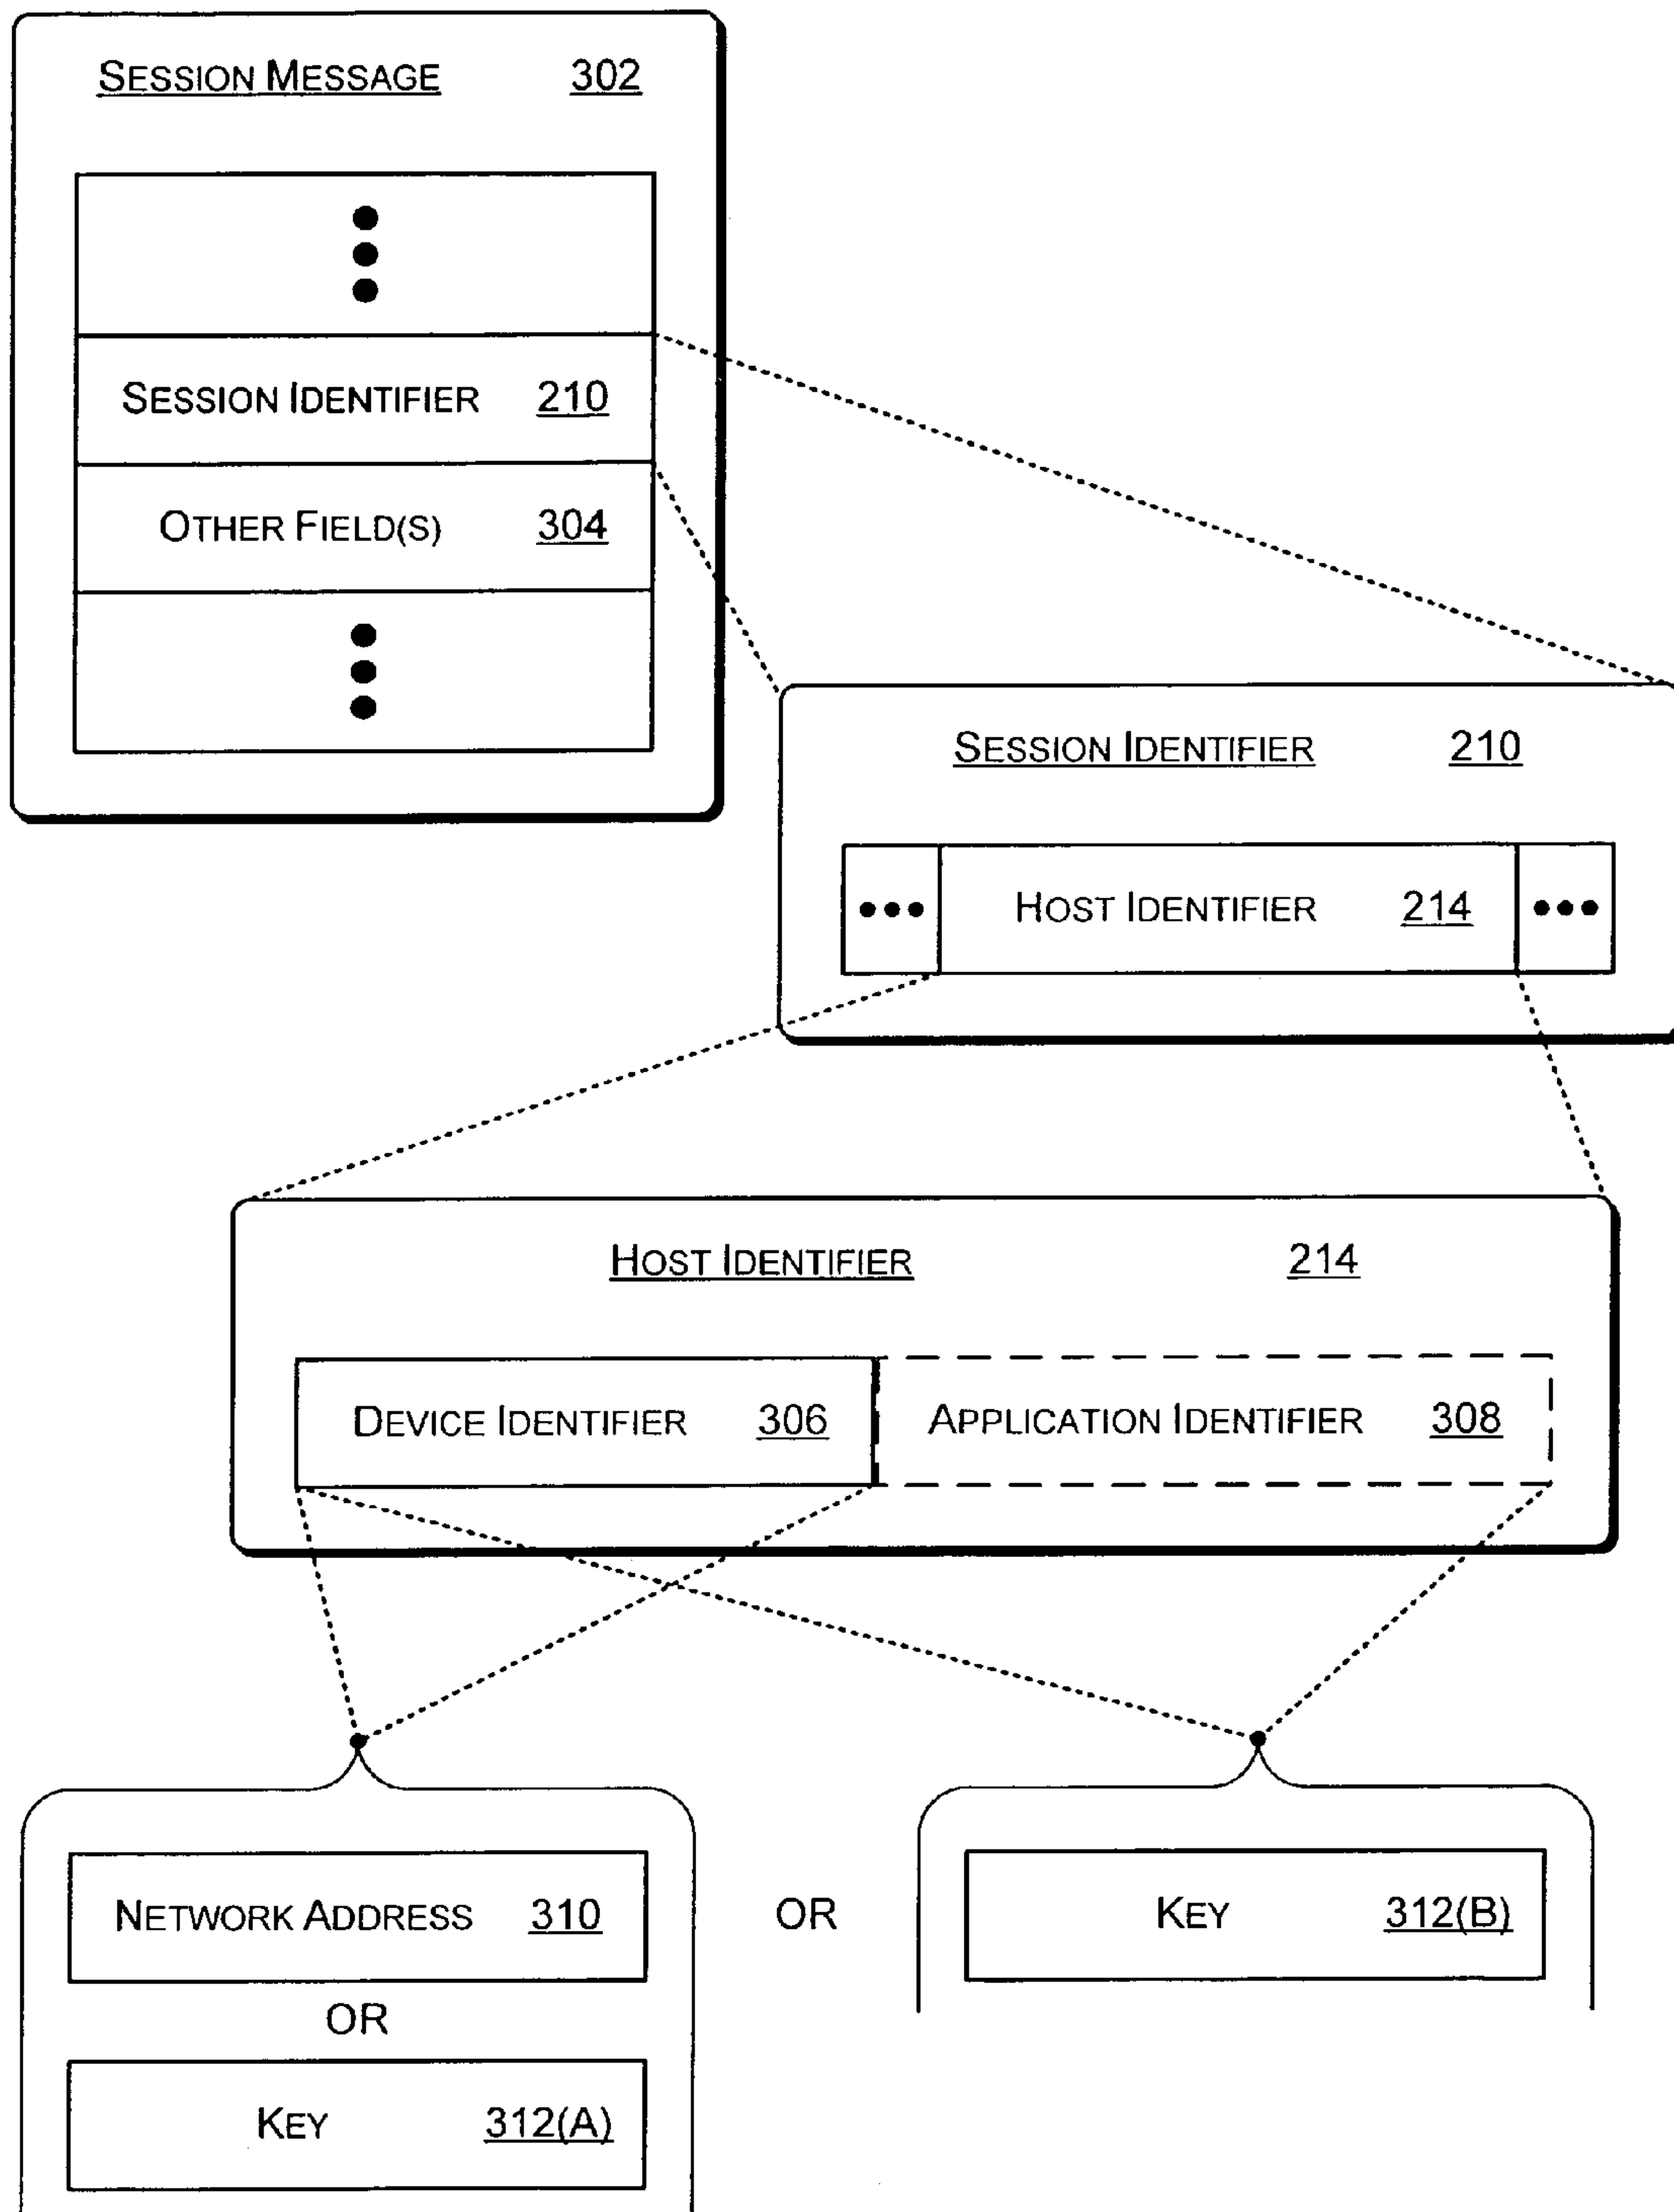 SESSION MESSAGE 302
SESSION IDENTIFIER 210
OTHER FIELD(S) 304
SESSION IDENTIFIER 210
HOST IDENTIFIER 214
HOST IDENTIFIER 214
DEVICE IDENTIFIER 306 APPLICATION IDENTIFIER 308
NETWORK ADDRESS 310 OR KEY 312(B)
OR
KEY 312(A)